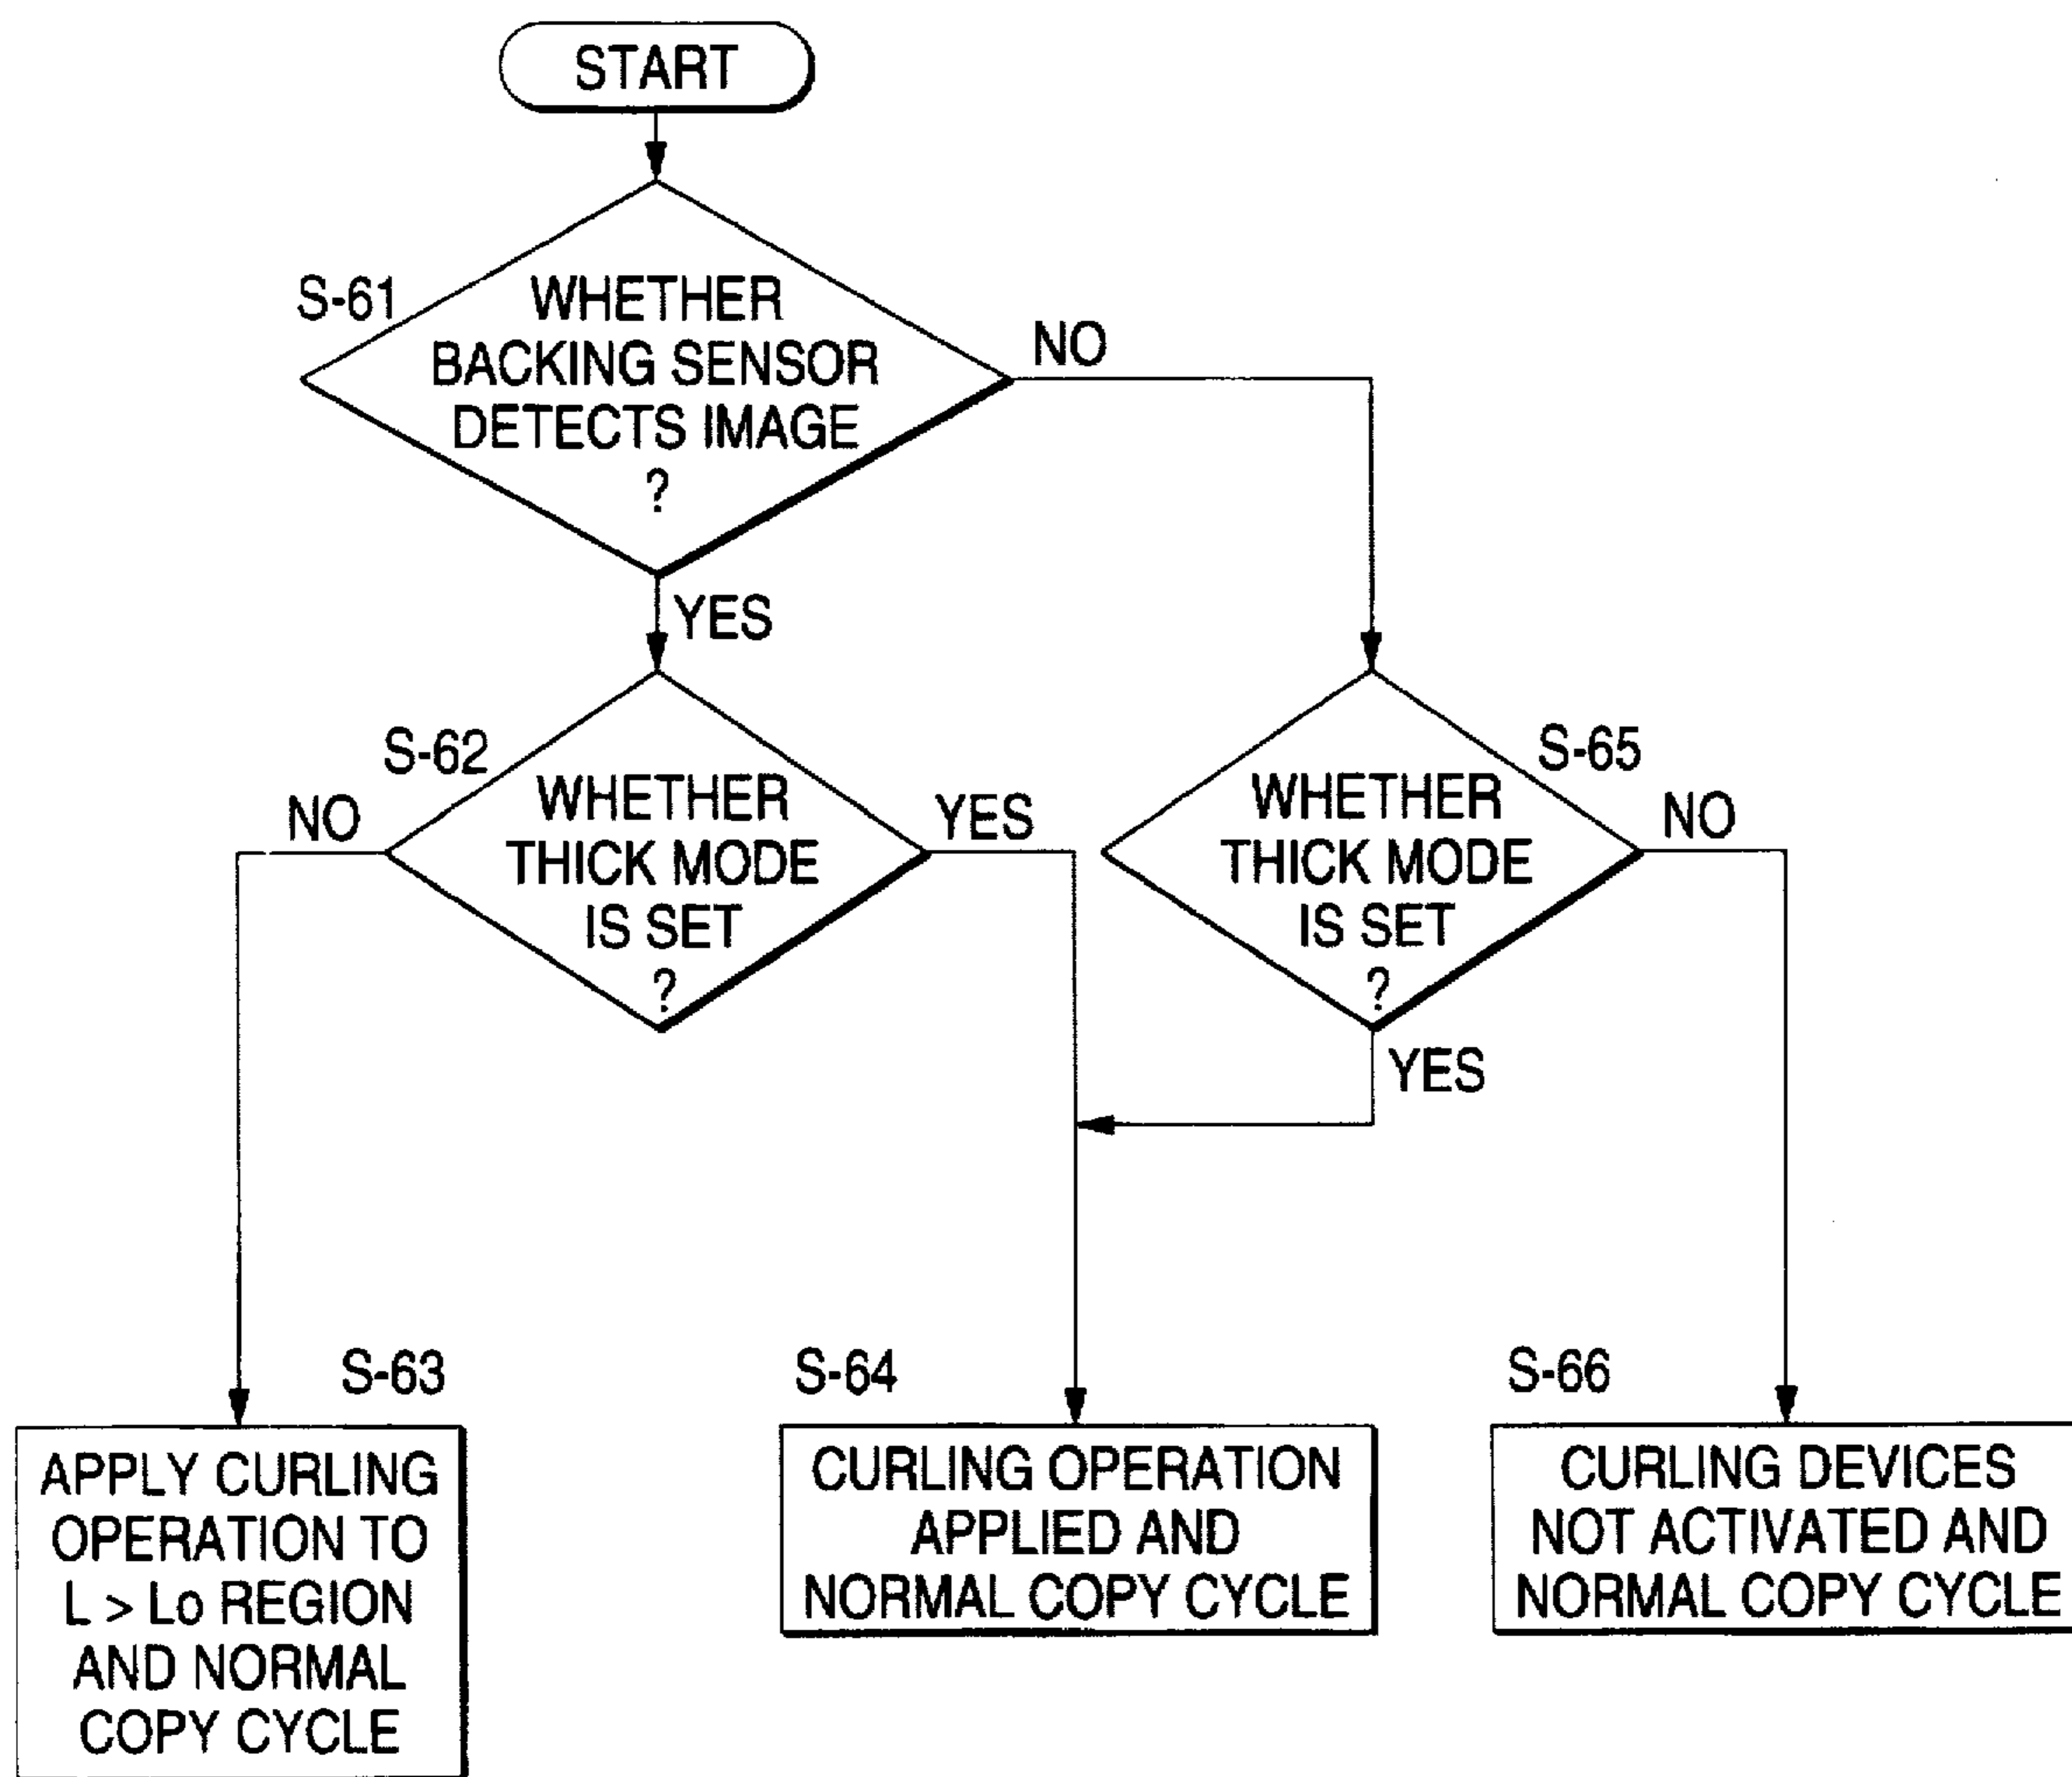 START
S-61
WHETHER
BACKING SENSOR
DETECTS IMAGE
?
NO
YES
S-62
WHETHER
THICK MODE
IS SET
?
NO
YES
S-65
WHETHER
THICK MODE
IS SET
?
NO
YES
S-63
APPLY CURLING
OPERATION TO
L > Lo REGION
AND NORMAL
COPY CYCLE
S-64
CURLING OPERATION
APPLIED AND
NORMAL COPY CYCLE
S-66
CURLING DEVICES
NOT ACTIVATED AND
NORMAL COPY CYCLE